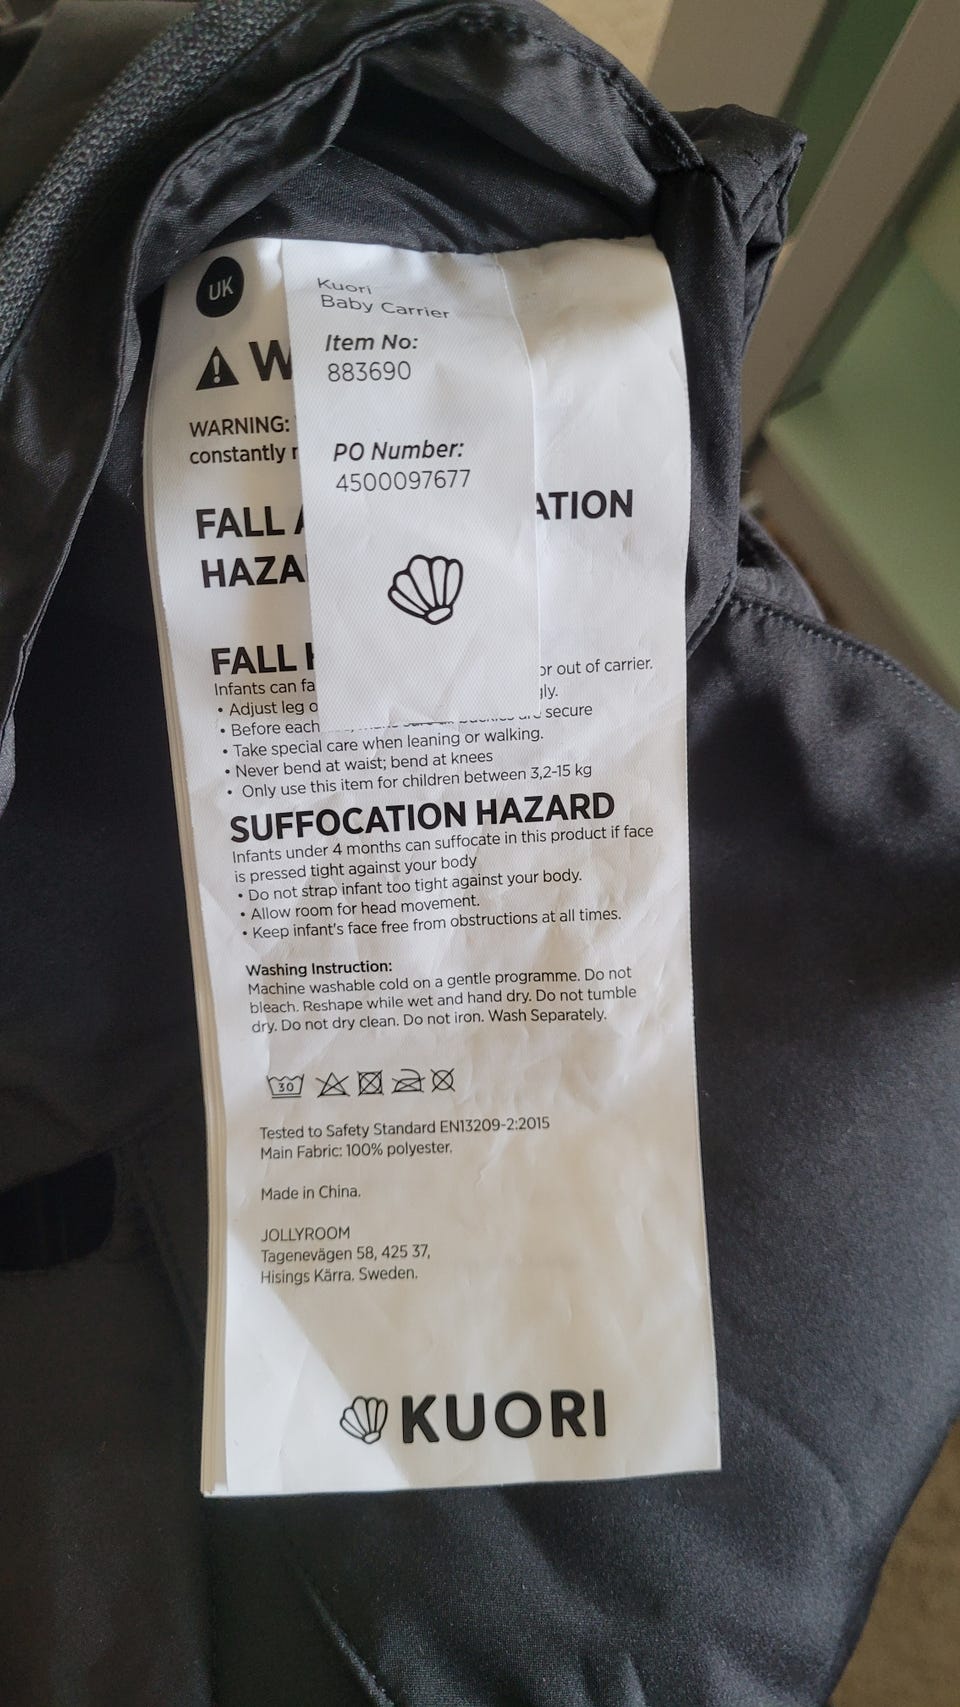 UK
Kuori
Baby Carrier
Item No:
883690
PO Number:
4500097677
W
WARNING:
constantly
FALL ATION
HAZA
FALL
Infants can fa or out of carrier.
• Adjust leg o gly.
• Before each make sure all buckles are secure
• Take special care when leaning or walking.
• Never bend at waist; bend at knees
• Only use this item for children between 3,2-15 kg
SUFFOCATION HAZARD
Infants under 4 months can suffocate in this product if face
is pressed tight against your body
• Do not strap infant too tight against your body.
• Allow room for head movement.
• Keep infant's face free from obstructions at all times.
Washing Instruction:
Machine washable cold on a gentle programme. Do not
bleach. Reshape while wet and hand dry. Do not tumble
dry. Do not dry clean. Do not iron. Wash Separately.
30
Tested to Safety Standard EN13209-2:2015
Main Fabric: 100% polyester.
Made in China.
JOLLYROOM
Tagenevägen 58, 425 37,
Hisings Kärra. Sweden.
KUORI